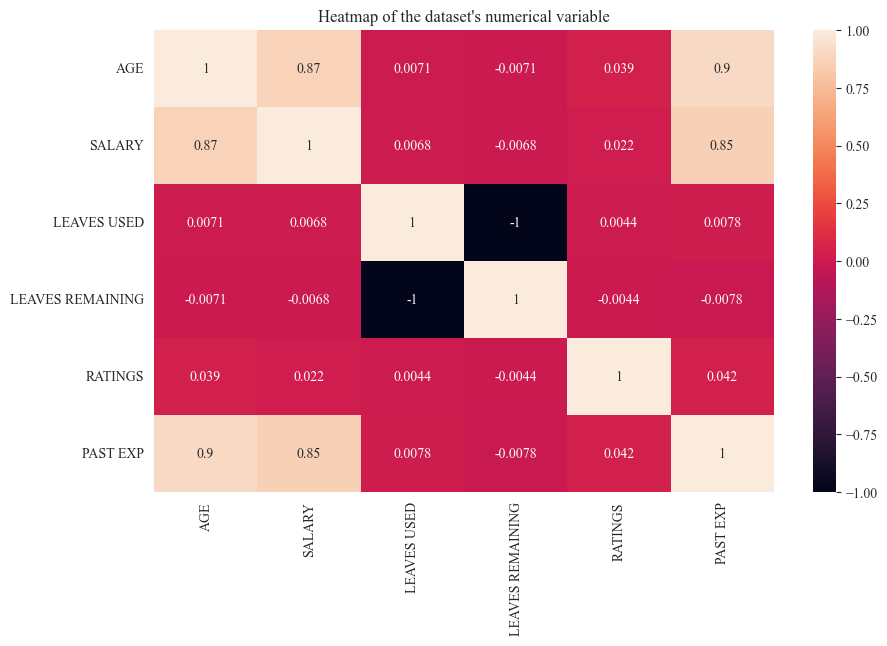 Heatmap of the dataset's numerical variable
AGE 1 0.87 0.0071 -0.0071 0.039 0.9
SALARY 0.87 1 0.0068 -0.0068 0.022 0.85
LEAVES USED 0.0071 0.0068 1 -1 0.0044 0.0078
LEAVES REMAINING -0.0071 -0.0068 -1 1 -0.0044 -0.0078
RATINGS 0.039 0.022 0.0044 -0.0044 1 0.042
PAST EXP 0.9 0.85 0.0078 -0.0078 0.042 1
AGE
SALARY
LEAVES USED
LEAVES REMAINING
RATINGS
PAST EXP
1.00
0.75
0.50
0.25
0.00
−0.25
−0.50
−0.75
−1.00